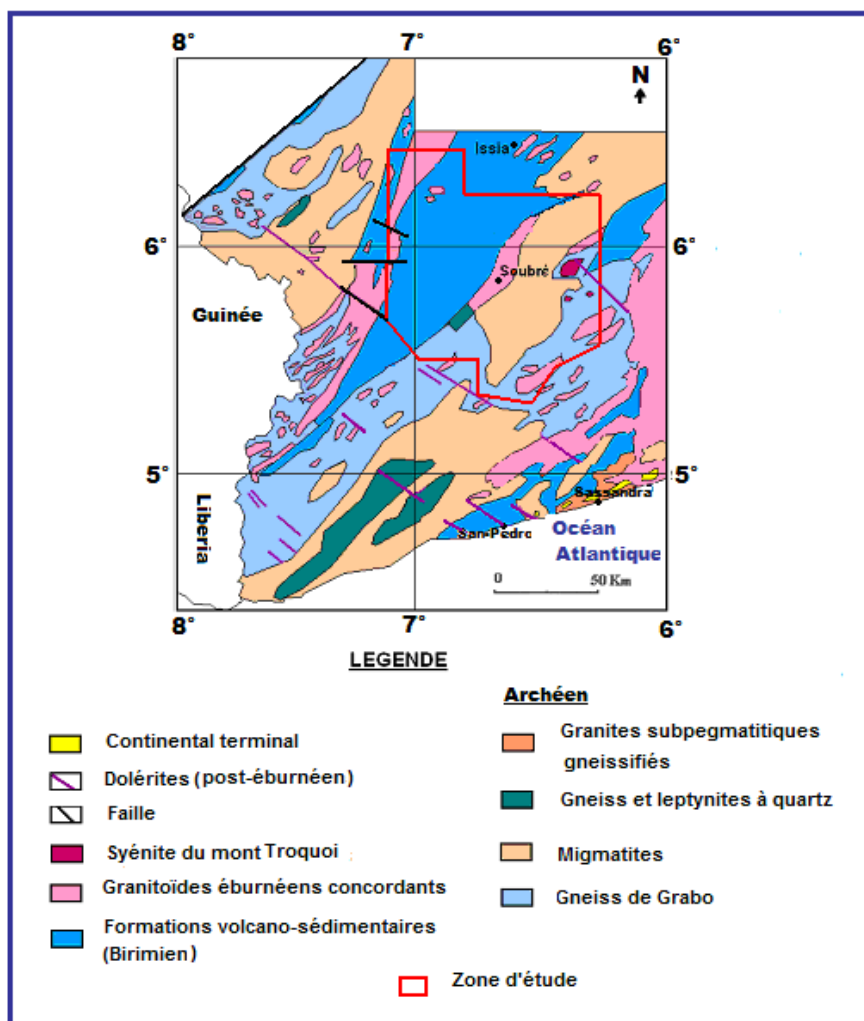 8°
7°
6°
N
Issia
6°
6°
Soubré
Guinée
5°
5°
Liberia
Sassandra
San-Pedro
Océan
Atlantique
0
50 Km
8°
7°
6°
LEGENDE
Continental terminal
Dolérites (post-éburnéen)
Faille
Syénite du mont Troquoi
Granitoïdes éburnéens concordants
Formations volcano-sédimentaires
(Birimien)
Archéen
Granites subpegmatitiques
gneissifiés
Gneiss et leptynites à quartz
Migmatites
Gneiss de Grabo
Zone d'étude